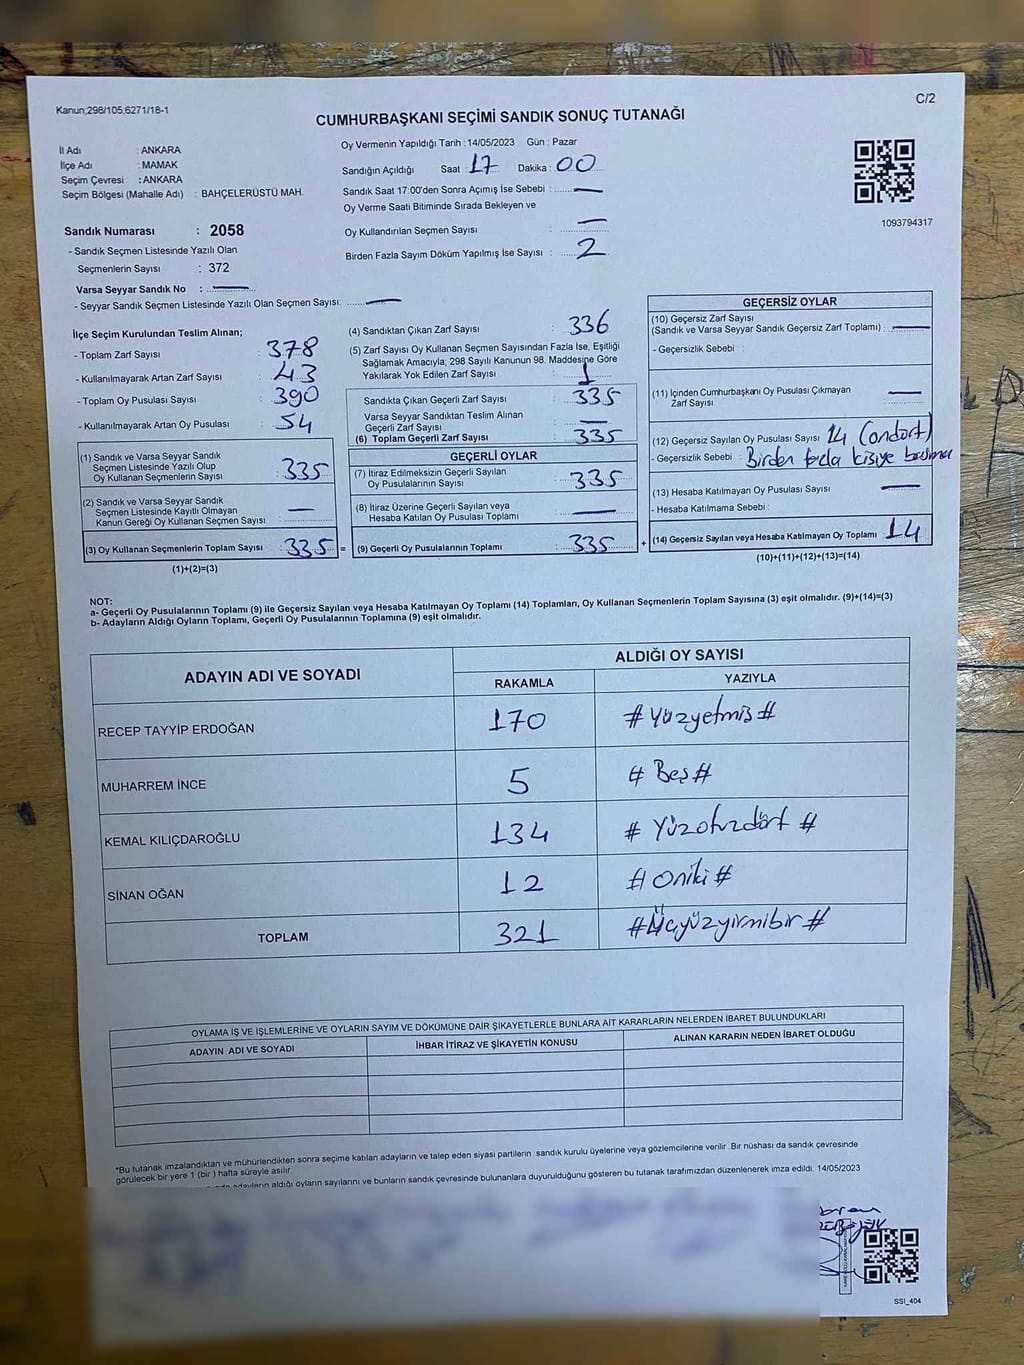 Kanun;298/105;6271/18-1
C/2
CUMHURBAŞKANI SEÇİMİ SANDIK SONUÇ TUTANAĞI
İl Adı : ANKARA
İlçe Adı : MAMAK
Seçim Çevresi : ANKARA
Seçim Bölgesi (Mahalle Adı) : BAHÇELERÜSTÜ MAH.
Oy Vermenin Yapıldığı Tarih : 14/05/2023 Gün : Pazar
Sandığın Açıldığı Saat : 17 Dakika : 00
Sandık Saat 17:00'den Sonra Açılmış İse Sebebi : —
Oy Verme Saati Bitiminde Sırada Bekleyen ve
Oy Kullandırılan Seçmen Sayısı : —
Birden Fazla Sayım Döküm Yapılmış İse Sayısı : 2
1093794317
Sandık Numarası : 2058
- Sandık Seçmen Listesinde Yazılı Olan
Seçmenlerin Sayısı : 372
Varsa Seyyar Sandık No : —
- Seyyar Sandık Seçmen Listesinde Yazılı Olan Seçmen Sayısı: —
İlçe Seçim Kurulundan Teslim Alınan;
- Toplam Zarf Sayısı : 378
- Kullanılmayarak Artan Zarf Sayısı : 43
- Toplam Oy Pusulası Sayısı : 390
- Kullanılmayarak Artan Oy Pusulası : 54
(1) Sandık ve Varsa Seyyar Sandık
Seçmen Listesinde Yazılı Olup
Oy Kullanan Seçmenlerin Sayısı : 335
(2) Sandık ve Varsa Seyyar Sandık
Seçmen Listesinde Kayıtlı Olmayan
Kanun Gereği Oy Kullanan Seçmen Sayısı : —
(3) Oy Kullanan Seçmenlerin Toplam Sayısı : 335 =
(1)+(2)=(3)
(4) Sandıktan Çıkan Zarf Sayısı : 336
(5) Zarf Sayısı Oy Kullanan Seçmen Sayısından Fazla İse, Eşitliği
Sağlamak Amacıyla; 298 Sayılı Kanunun 98. Maddesine Göre
Yakılarak Yok Edilen Zarf Sayısı : 1
Sandıkta Çıkan Geçerli Zarf Sayısı : 335
Varsa Seyyar Sandıktan Teslim Alınan
Geçerli Zarf Sayısı : —
(6) Toplam Geçerli Zarf Sayısı : 335
GEÇERLİ OYLAR
(7) İtiraz Edilmeksizin Geçerli Sayılan
Oy Pusulalarının Sayısı : 335
(8) İtiraz Üzerine Geçerli Sayılan veya
Hesaba Katılan Oy Pusulası Toplamı : —
(9) Geçerli Oy Pusulalarının Toplamı : 335 +
GEÇERSİZ OYLAR
(10) Geçersiz Zarf Sayısı
(Sandık ve Varsa Seyyar Sandık Geçersiz Zarf Toplamı) : —
- Geçersizlik Sebebi :
(11) İçinden Cumhurbaşkanı Oy Pusulası Çıkmayan
Zarf Sayısı : —
(12) Geçersiz Sayılan Oy Pusulası Sayısı : 14 (ondört)
- Geçersizlik Sebebi : Birden fazla kişiye basılması
(13) Hesaba Katılmayan Oy Pusulası Sayısı : —
- Hesaba Katılmama Sebebi :
(14) Geçersiz Sayılan veya Hesaba Katılmayan Oy Toplamı : 14
(10)+(11)+(12)+(13)=(14)
NOT:
a- Geçerli Oy Pusulalarının Toplamı (9) ile Geçersiz Sayılan veya Hesaba Katılmayan Oy Toplamı (14) Toplamları, Oy Kullanan Seçmenlerin Toplam Sayısına (3) eşit olmalıdır. (9)+(14)=(3)
b- Adayların Aldığı Oyların Toplamı, Geçerli Oy Pusulalarının Toplamına (9) eşit olmalıdır.
ADAYIN ADI VE SOYADI
ALDIĞI OY SAYISI
RAKAMLA YAZIYLA
RECEP TAYYİP ERDOĞAN 170 #Yüzyetmiş#
MUHARREM İNCE 5 # Beş#
KEMAL KILIÇDAROĞLU 134 # Yüzotuzdört #
SİNAN OĞAN 12 # Oniki #
TOPLAM 321 #Üçyüzyirmibir #
OYLAMA İŞ VE İŞLEMLERİNE VE OYLARIN SAYIM VE DÖKÜMÜNE DAİR ŞİKAYETLERLE BUNLARA AİT KARARLARIN NELERDEN İBARET BULUNDUKLARI
ADAYIN ADI VE SOYADI İHBAR İTİRAZ VE ŞİKAYETİN KONUSU ALINAN KARARIN NEDEN İBARET OLDUĞU
*Bu tutanak imzalandıktan ve mühürlendikten sonra seçime katılan adayların ve talep eden siyasi partilerin sandık kurulu üyelerine veya gözlemcilerine verilir. Bir nüshası da sandık çevresinde
görülecek bir yere 1 (bir ) hafta süreyle asılır.
adayların aldığı oyların sayılarını ve bunların sandık çevresinde bulunanlara duyurulduğunu gösteren bu tutanak tarafımızdan düzenlenerek imza edildi. 14/05/2023
SSI_404